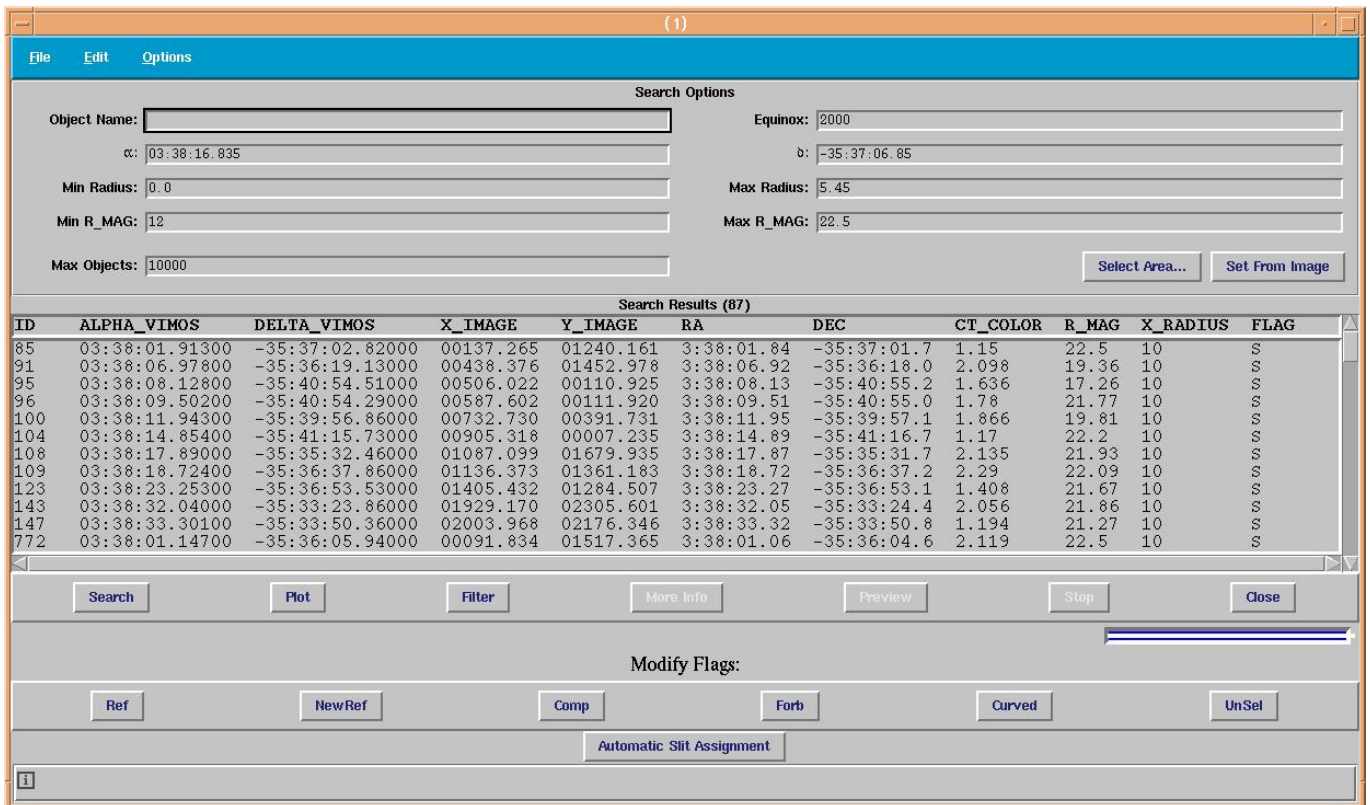 (1)
File Edit Options
Search Options
Object Name: Equinox: 2000
α: 03:38:16.835 δ: -35:37:06.85
Min Radius: 0.0 Max Radius: 5.45
Min R_MAG: 12 Max R_MAG: 22.5
Max Objects: 10000 Select Area... Set From Image
Search Results (87)
ID ALPHA_VIMOS DELTA_VIMOS X_IMAGE Y_IMAGE RA DEC CT_COLOR R_MAG X_RADIUS FLAG
85 03:38:01.91300 -35:37:02.82000 00137.265 01240.161 3:38:01.84 -35:37:01.7 1.15 22.5 10 S
91 03:38:06.97800 -35:36:19.13000 00438.376 01452.978 3:38:06.92 -35:36:18.0 2.098 19.36 10 S
95 03:38:08.12800 -35:40:54.51000 00506.022 00110.925 3:38:08.13 -35:40:55.2 1.636 17.26 10 S
96 03:38:09.50200 -35:40:54.29000 00587.602 00111.920 3:38:09.51 -35:40:55.0 1.78 21.77 10 S
100 03:38:11.94300 -35:39:56.86000 00732.730 00391.731 3:38:11.95 -35:39:57.1 1.866 19.81 10 S
104 03:38:14.85400 -35:41:15.73000 00905.318 00007.235 3:38:14.89 -35:41:16.7 1.17 22.2 10 S
108 03:38:17.89000 -35:35:32.46000 01087.099 01679.935 3:38:17.87 -35:35:31.7 2.135 21.93 10 S
109 03:38:18.72400 -35:36:37.86000 01136.373 01361.183 3:38:18.72 -35:36:37.2 2.29 22.09 10 S
123 03:38:23.25300 -35:36:53.53000 01405.432 01284.507 3:38:23.27 -35:36:53.1 1.408 21.67 10 S
143 03:38:32.04000 -35:33:23.86000 01929.170 02305.601 3:38:32.05 -35:33:24.4 2.056 21.86 10 S
147 03:38:33.30100 -35:33:50.36000 02003.968 02176.346 3:38:33.32 -35:33:50.8 1.194 21.27 10 S
772 03:38:01.14700 -35:36:05.94000 00091.834 01517.365 3:38:01.06 -35:36:04.6 2.119 22.5 10 S
Search Plot Filter More Info Preview Stop Close
Modify Flags:
Ref NewRef Comp Forb Curved UnSel
Automatic Slit Assignment
i